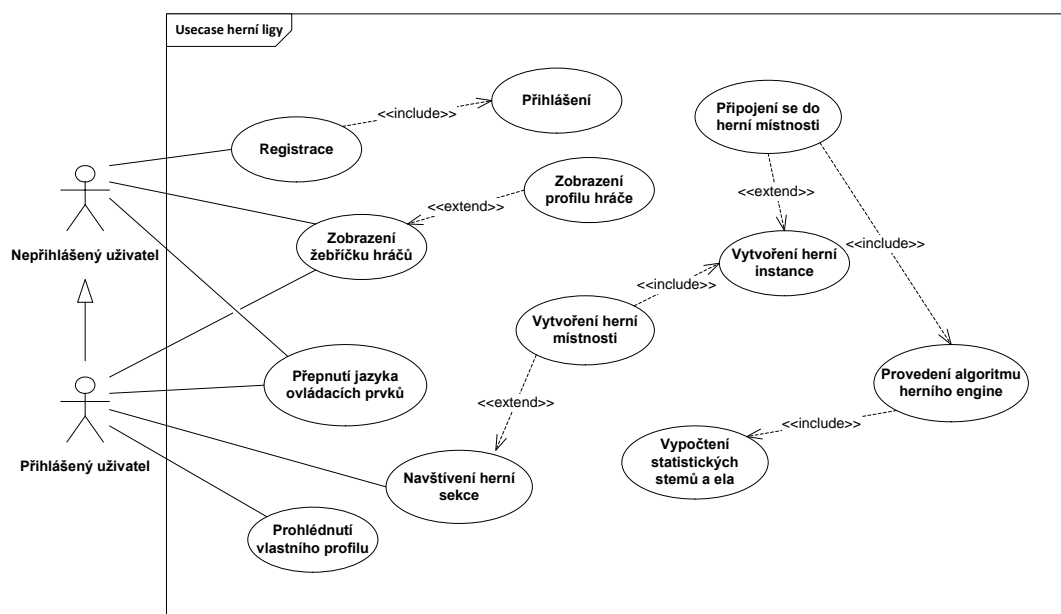 Usecase herní ligy
Přihlášení
<<include>>
Registrace
Připojení se do
herní místnosti
Zobrazení
profilu hráče
<<extend>>
<<extend>>
Nepřihlášený uživatel
Zobrazení
žebříčku hráčů
Vytvoření herní
instance
<<include>>
<<include>>
Vytvoření herní
místnosti
Přepnutí jazyka
ovládacích prvků
Provedení algoritmu
herního engine
<<extend>>
<<include>>
Vypočtení
statistických
stemů a ela
Přihlášený uživatel
Navštívení herní
sekce
Prohlédnutí
vlastního profilu